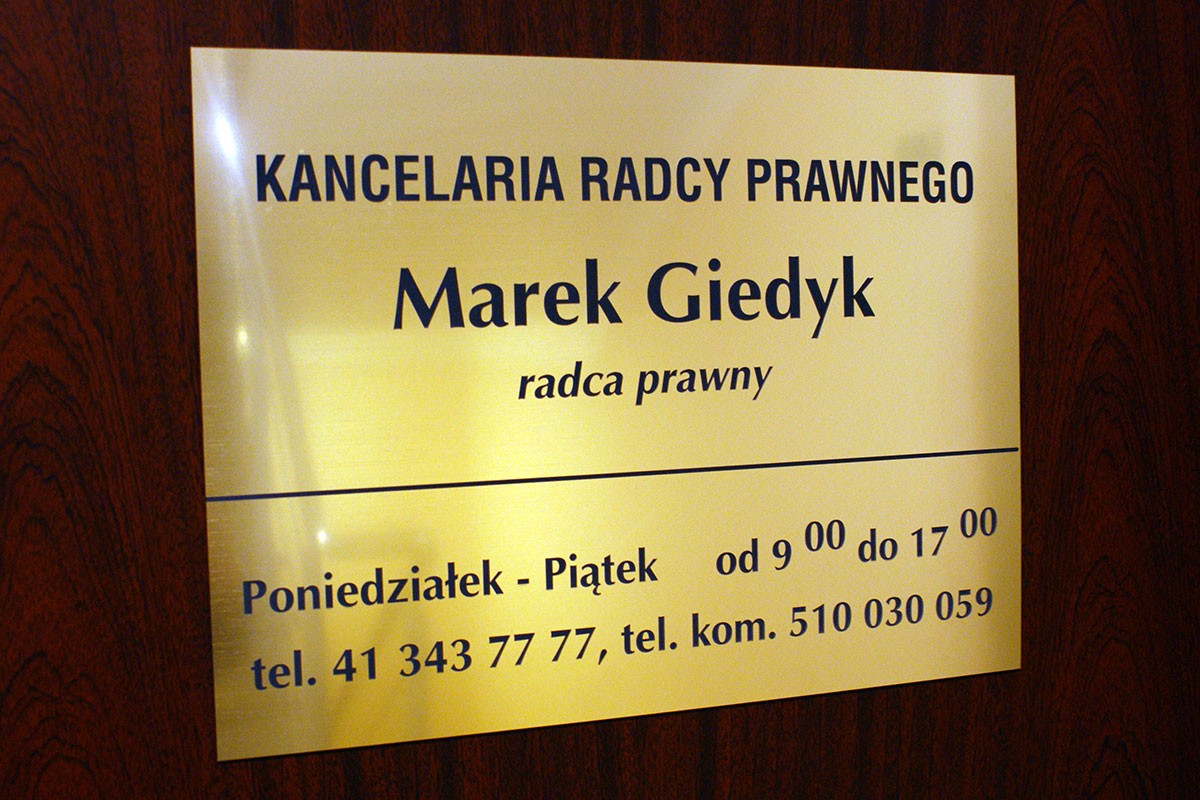 KANCELARIA RADCY PRAWNEGO
Marek Giedyk
radca prawny
Poniedziałek - Piątek od 9 00 do 17 00
tel. 41 343 77 77, tel. kom. 510 030 059